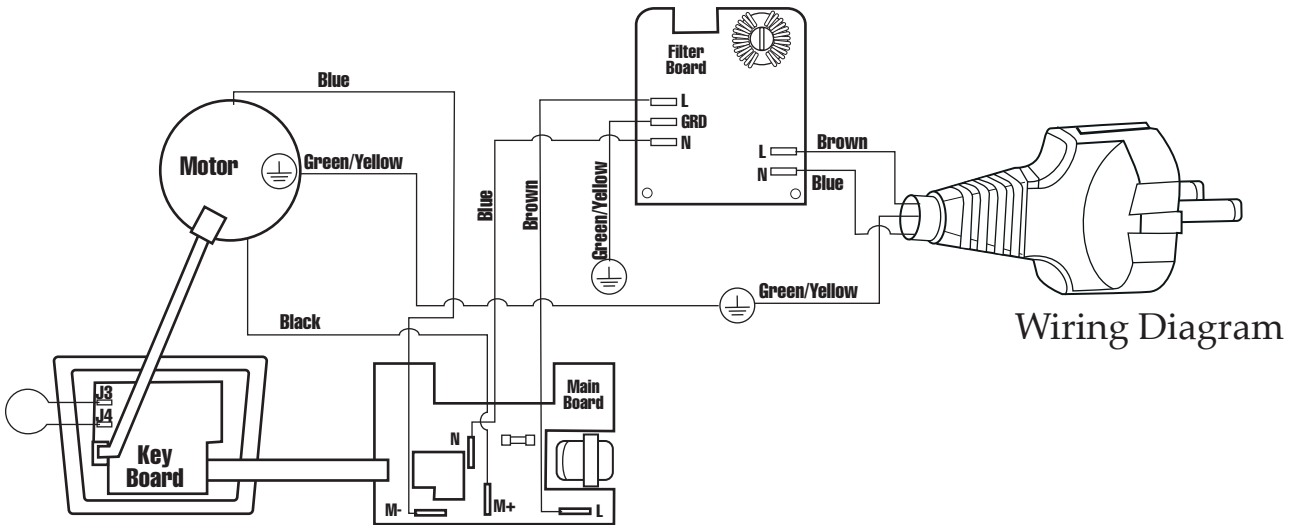 Filter
Board
L
GRD
N
L
N
Brown
Blue
Blue
Motor
Green/Yellow
Blue
Brown
Green/Yellow
Green/Yellow
Black
Wiring Diagram
J3
J4
Key
Board
Main
Board
N
M-
M+
L